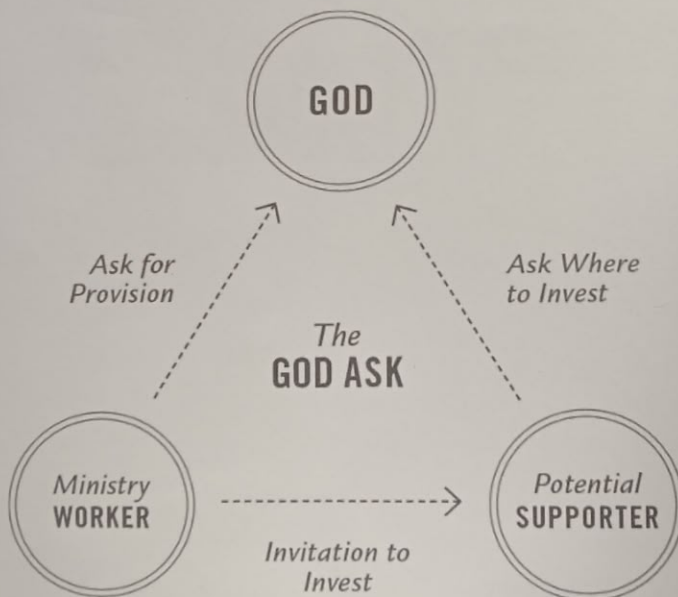 GOD
Ask for
Provision
Ask Where
to Invest
The
GOD ASK
Ministry
WORKER
Potential
SUPPORTER
Invitation to
Invest